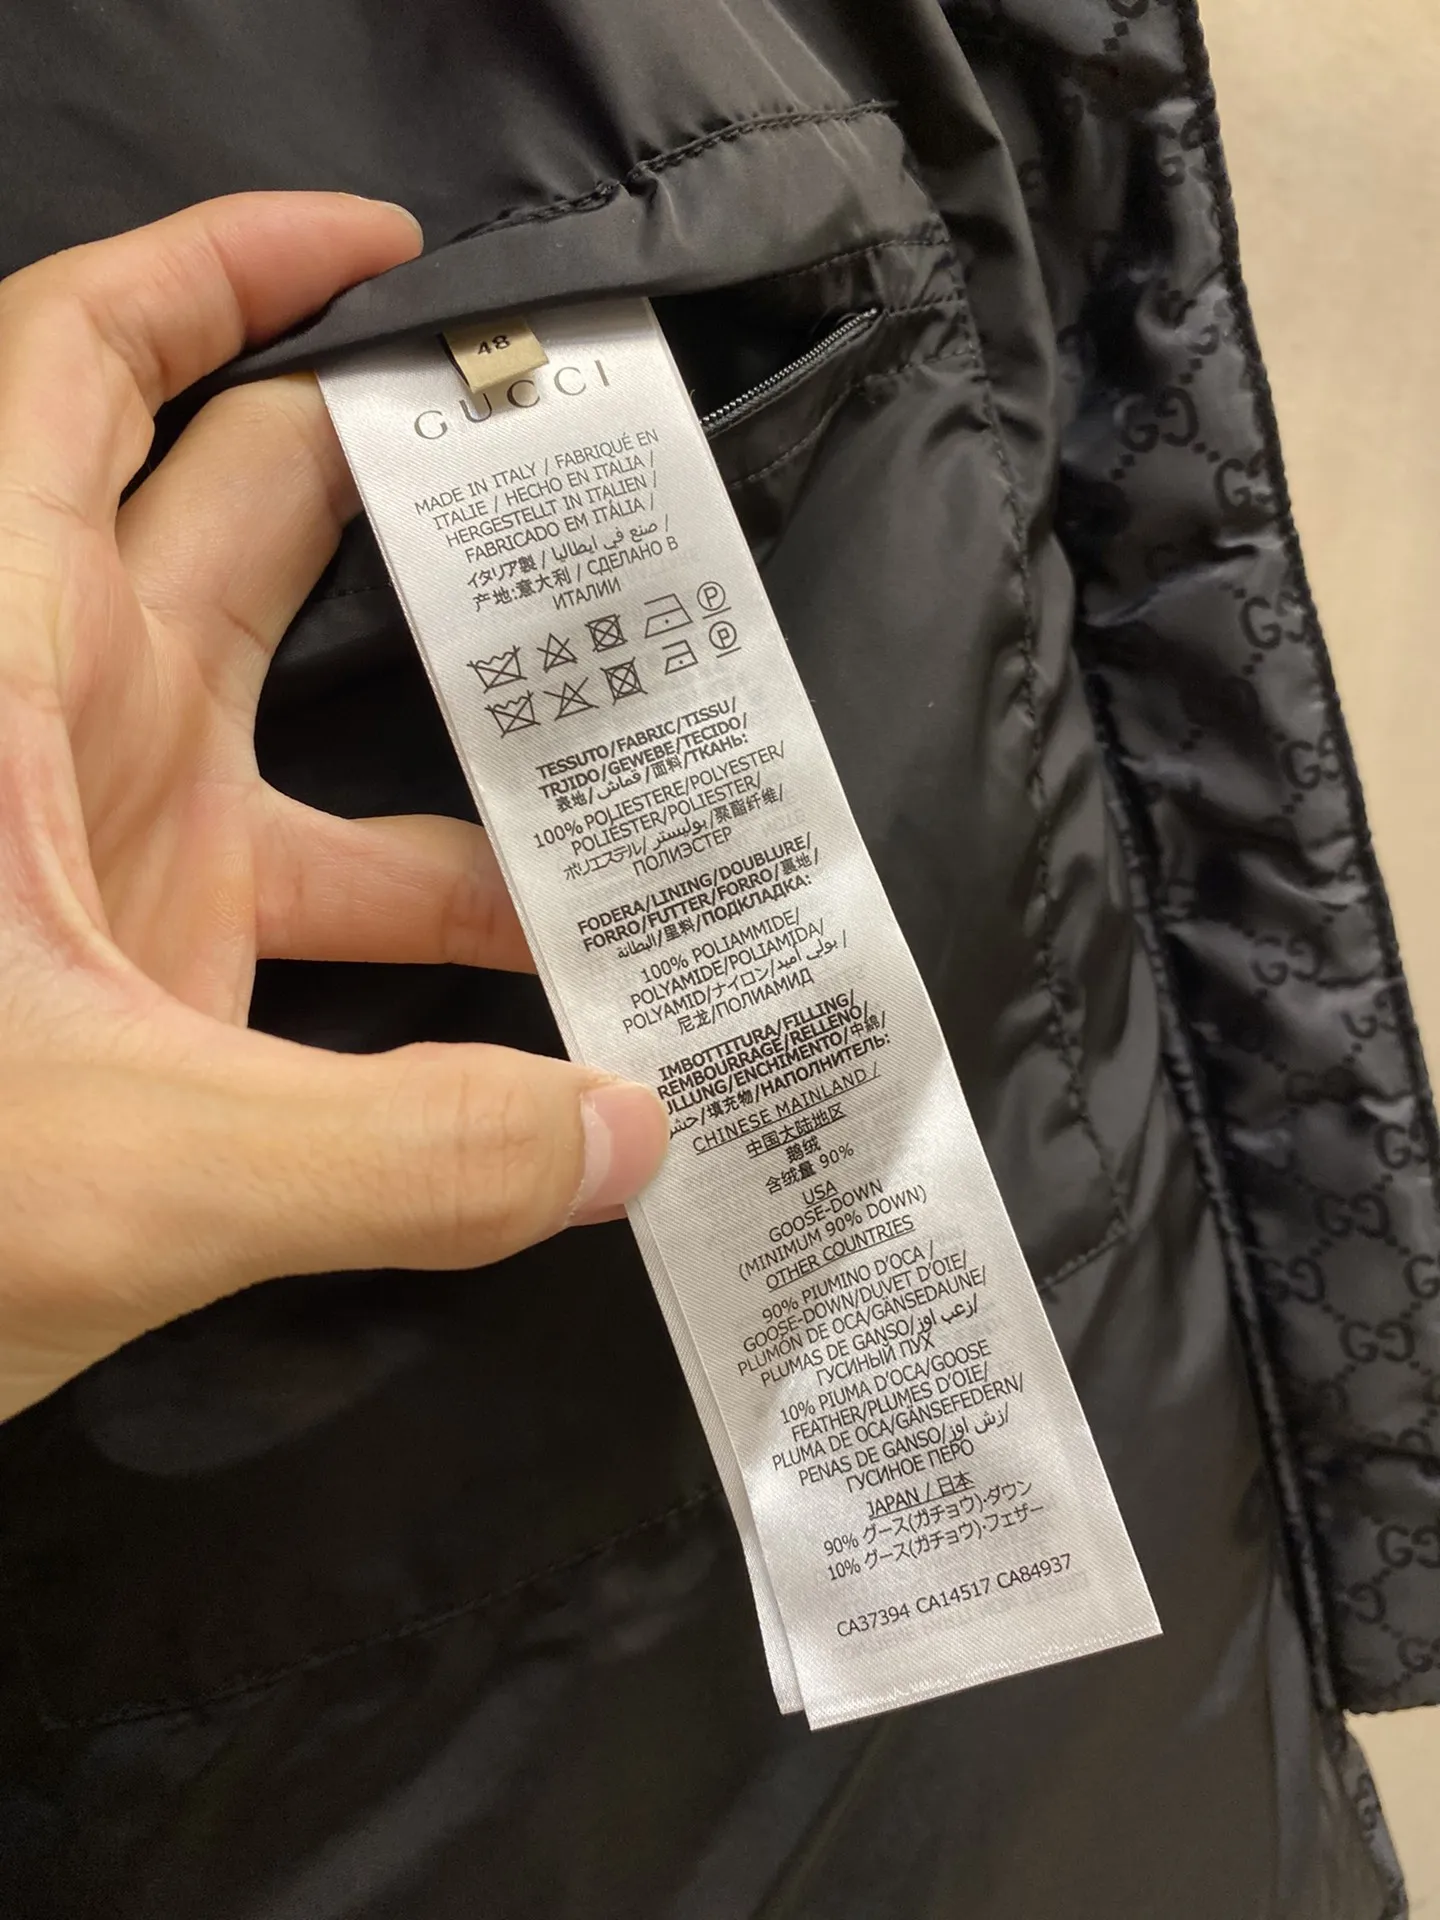 48
GUCCI
MADE IN ITALY / FABRIQUÉ EN
ITALIE / HECHO EN ITALIA /
HERGESTELLT IN ITALIEN /
FABRICADO EM ITÁLIA /
イタリア製 / صنع في ايطاليا /
产地:意大利 / СДЕЛАНО В
ИТАЛИИ
P
P
TESSUTO/FABRIC/TISSU/
TRJIDO/GEWEBE/TECIDO/
表地/قماش/面料/ТКАНЬ:
100% POLIESTERE/POLYESTER/
POLIÉSTER/POLIESTER/
ポリエステル/بوليستر/聚酯纤维/
ПОЛИЭСТЕР
FODERA/LINING/DOUBLURE/
FORRO/FUTTER/FORRO/裏地/
البطانة/里料/ПОДКЛАДКА:
100% POLIAMMIDE/
POLYAMIDE/POLIAMIDA/
POLYAMID/ナイロン/بولي أميد/
尼龙/ПОЛИАМИД
IMBOTTITURA/FILLING/
REMBOURRAGE/RELLENO/
ÜLLUNG/ENCHIMENTO/中綿/
حشو/填充物/НАПОЛНИТЕЛЬ:
CHINESE MAINLAND /
中国大陆地区
鹅绒
含绒量 90%
USA
GOOSE-DOWN
(MINIMUM 90% DOWN)
OTHER COUNTRIES
90% PIUMINO D'OCA /
GOOSE-DOWN/DUVET D'OIE/
PLUMÓN DE OCA/GÄNSEDAUNE/
PLUMAS DE GANSO/زغب اوز/
ГУСИНЫЙ ПУХ
10% PIUMA D'OCA/GOOSE
FEATHER/PLUMES D'OIE/
PLUMA DE OCA/GÄNSEFEDERN/
PENAS DE GANSO/زش اوز/
ГУСИНОЕ ПЕРО
JAPAN / 日本
90% グース(ガチョウ)·ダウン
10% グース(ガチョウ)·フェザー
CA37394 CA14517 CA84937